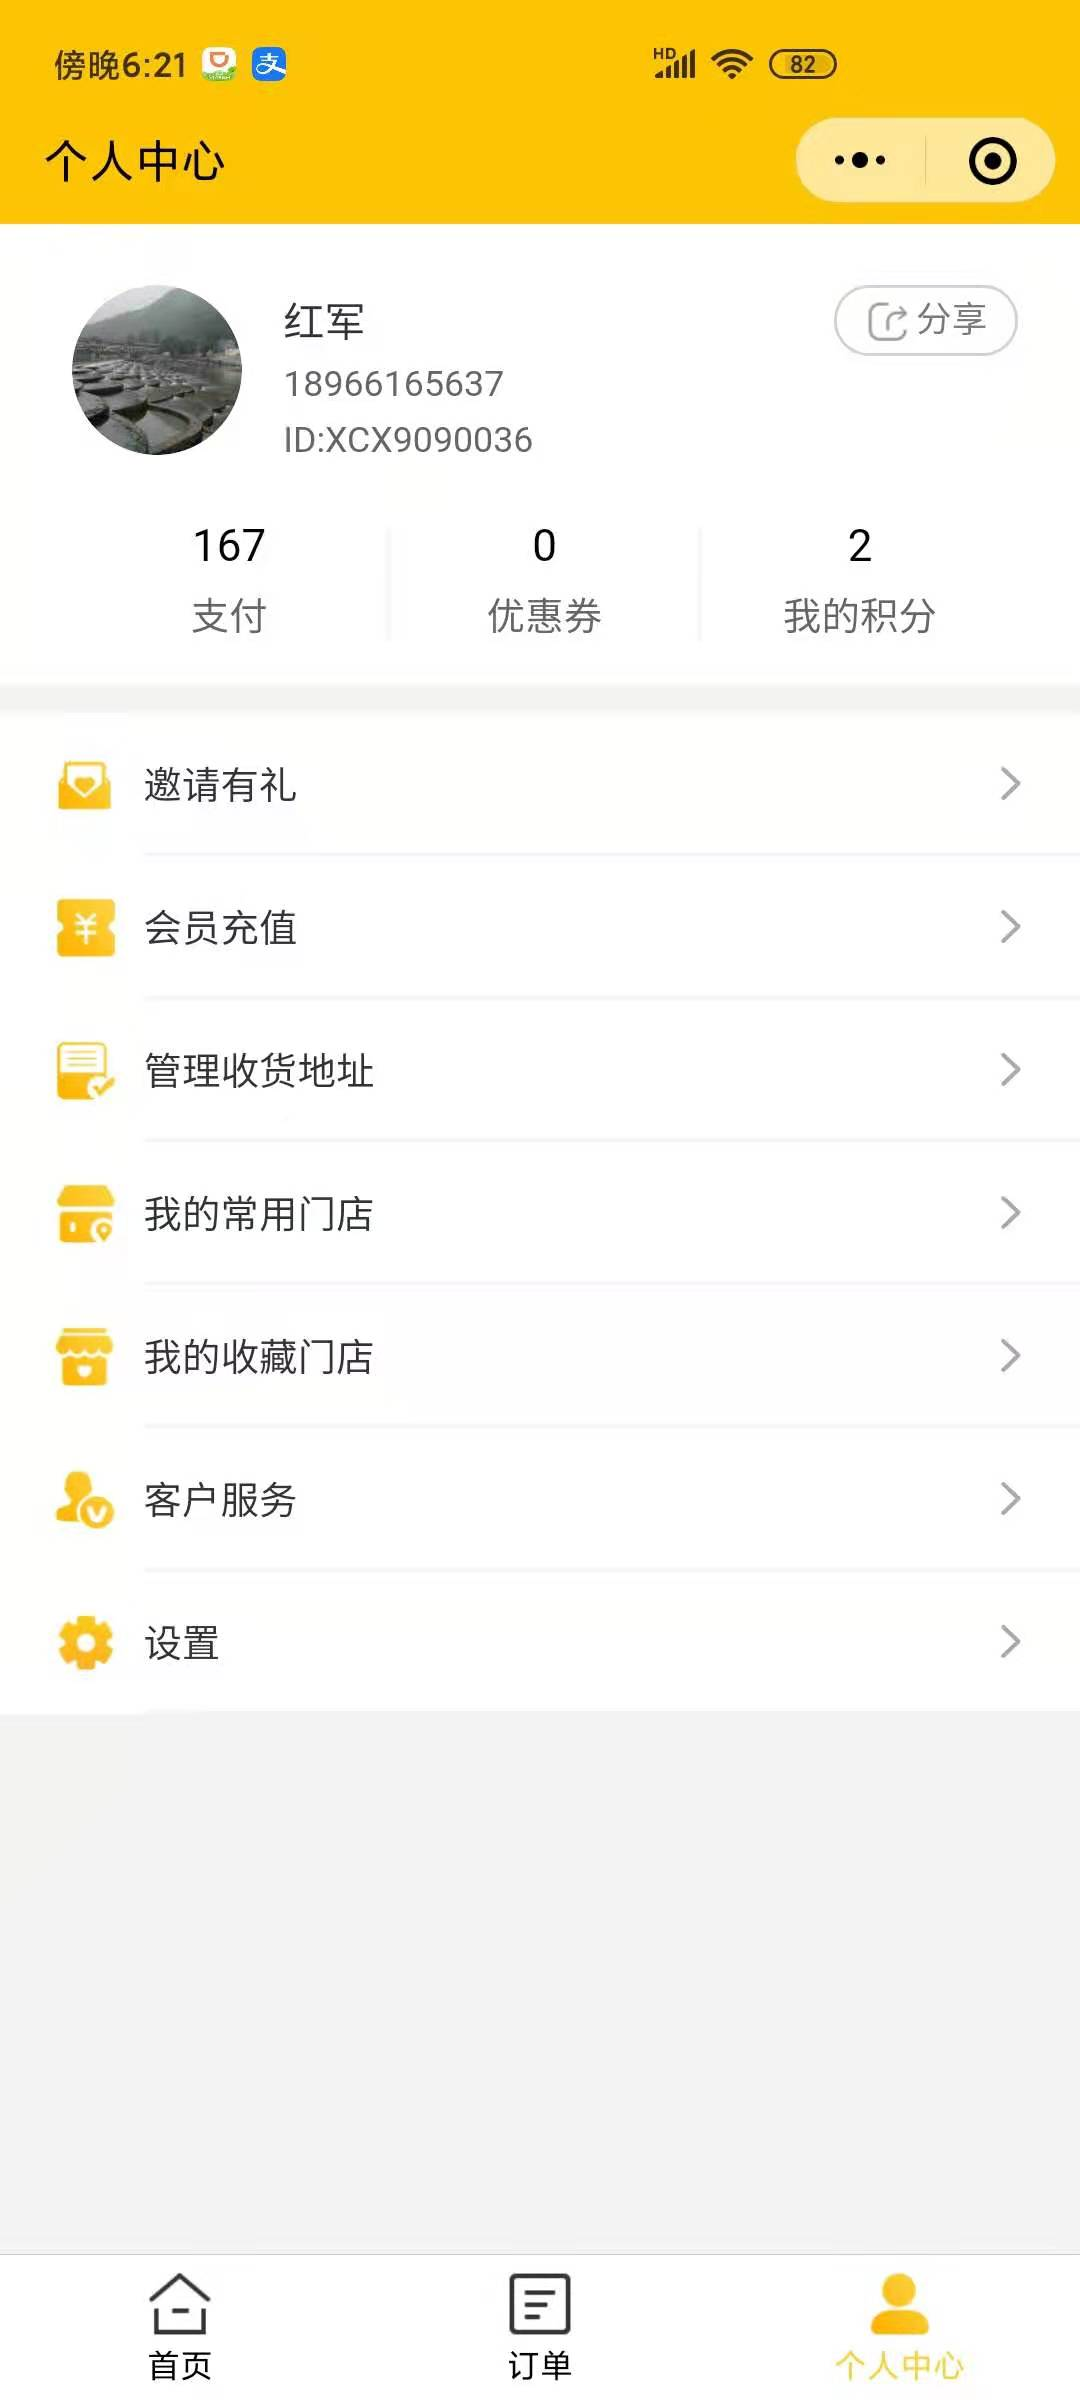 傍晚6:21 HD 82
个人中心
红军
分享
18966165637
ID:XCX9090036
167 0 2
支付 优惠券 我的积分
邀请有礼
会员充值
管理收货地址
我的常用门店
我的收藏门店
客户服务
设置
首页 订单 个人中心